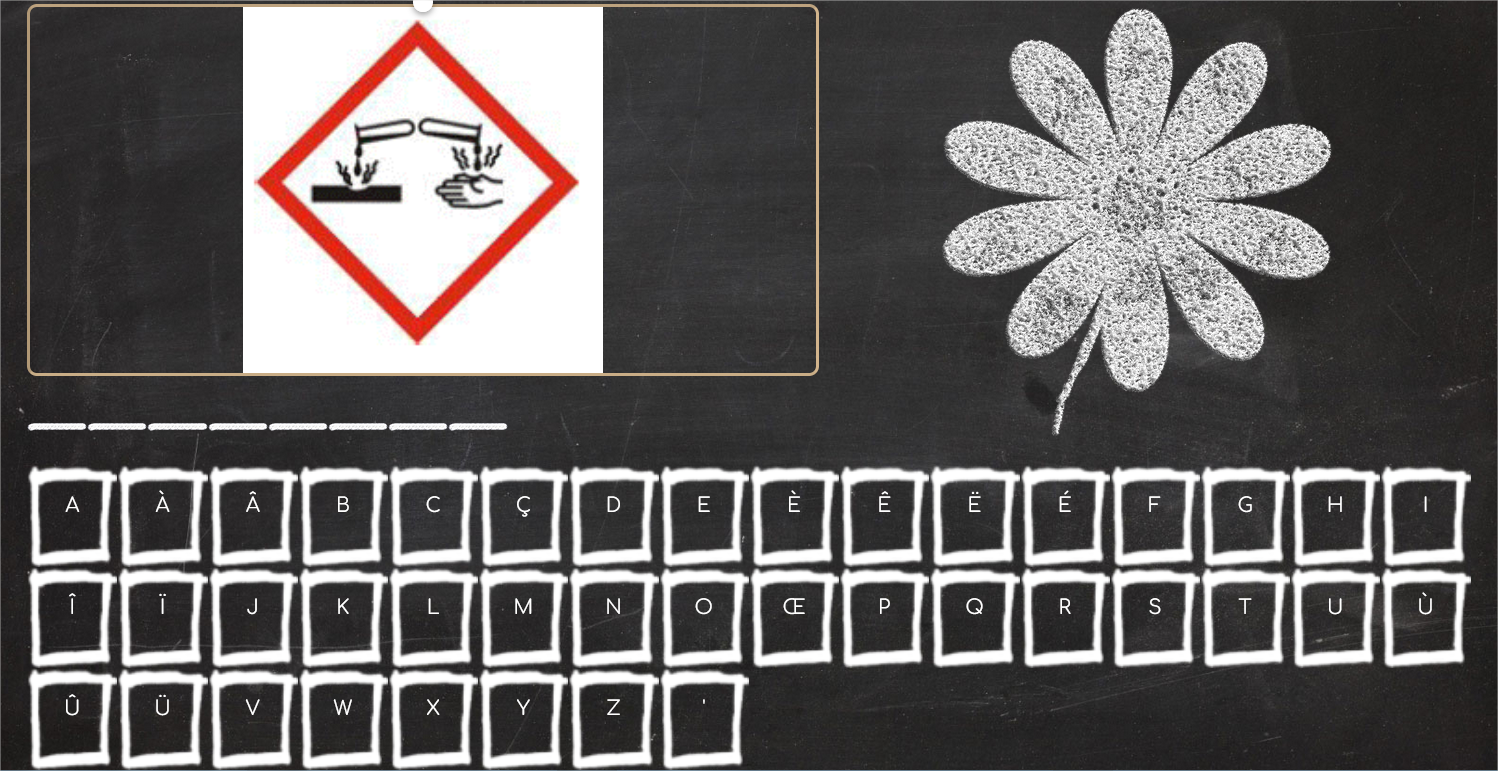 A À Â B C Ç D E È Ê Ë É F G H I
Î Ï J K L M N O Œ P Q R S T U Ù
Û Ü V W X Y Z '